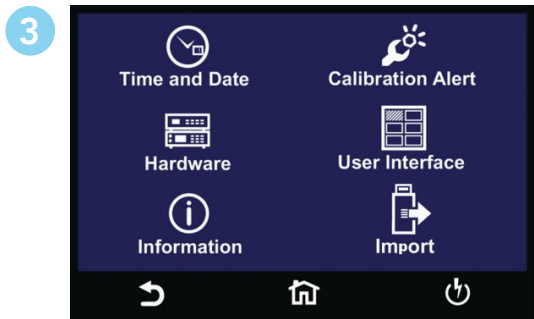 3
Time and Date
Calibration Alert
Hardware
User Interface
Information
Import